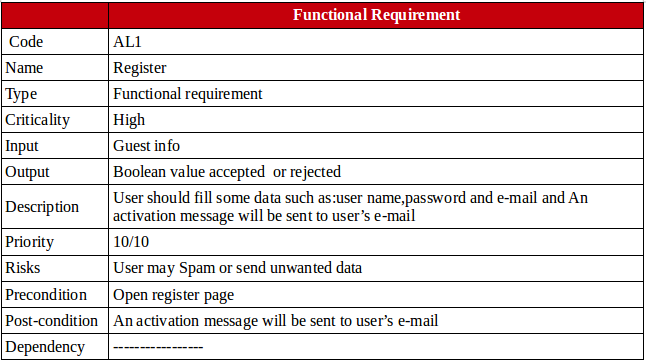 Functional Requirement
Code AL1
Name Register
Type Functional requirement
Criticality High
Input Guest info
Output Boolean value accepted or rejected
Description User should fill some data such as:user name,password and e-mail and An
activation message will be sent to user’s e-mail
Priority 10/10
Risks User may Spam or send unwanted data
Precondition Open register page
Post-condition An activation message will be sent to user’s e-mail
Dependency -----------------